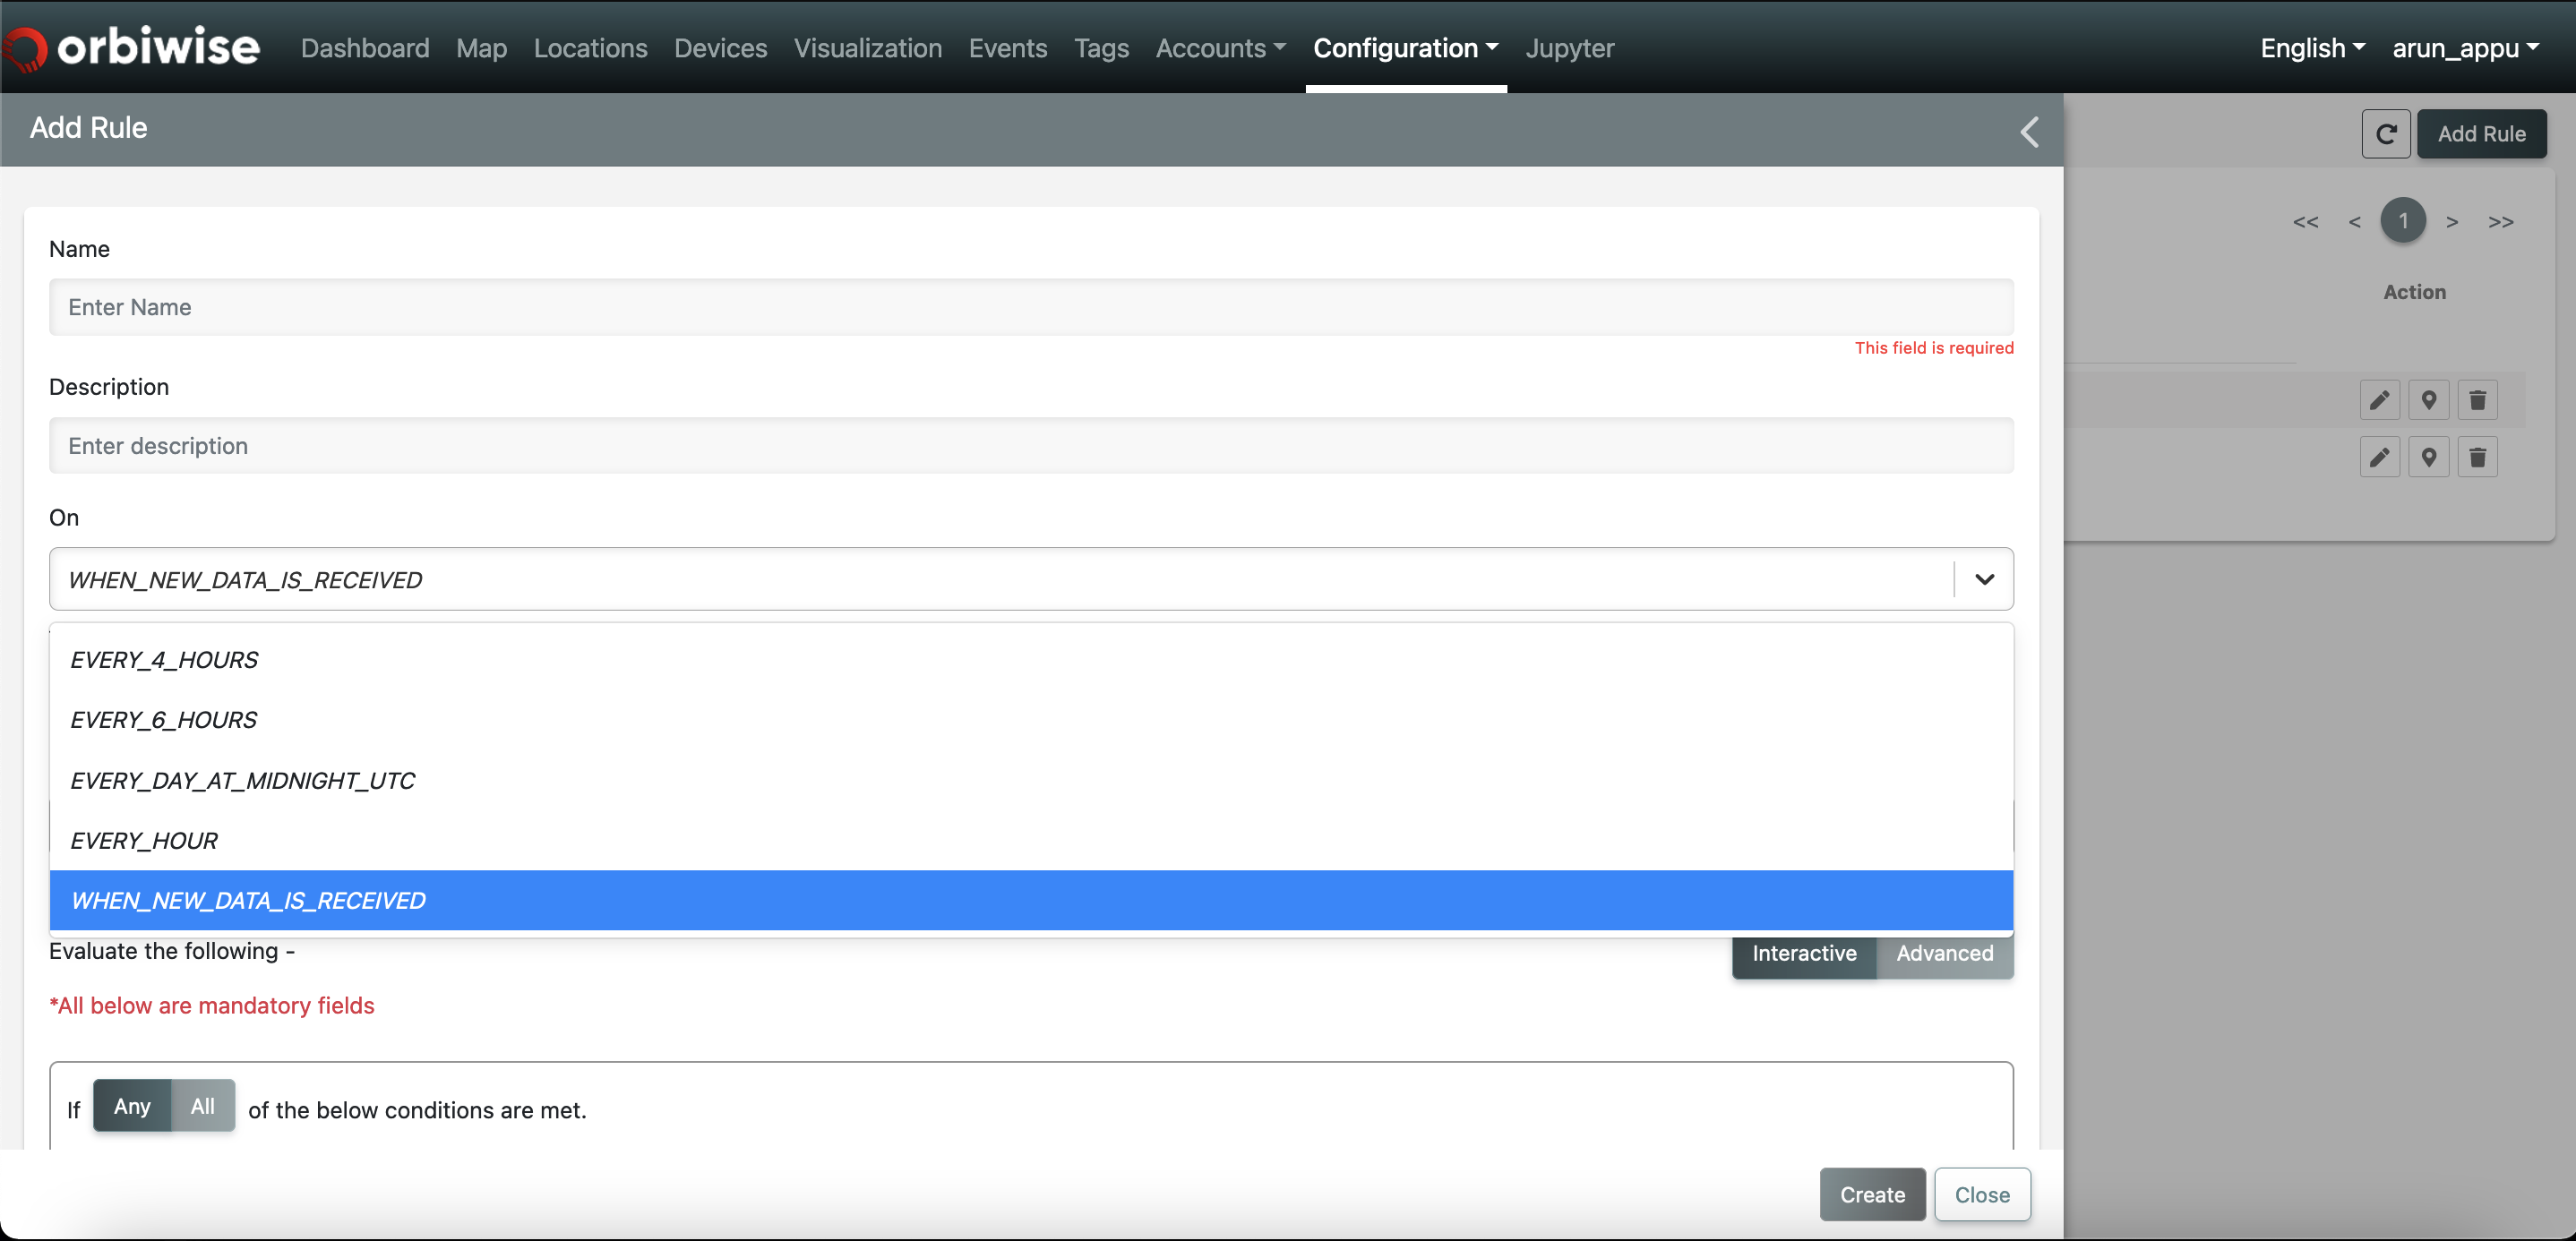 orbiwise Dashboard Map Locations Devices Visualization Events Tags Accounts Configuration Jupyter English arun_appu
Add Rule
Add Rule
<< < 1 > >>
Action
Name
Enter Name
This field is required
Description
Enter description
On
WHEN_NEW_DATA_IS_RECEIVED
EVERY_4_HOURS
EVERY_6_HOURS
EVERY_DAY_AT_MIDNIGHT_UTC
EVERY_HOUR
WHEN_NEW_DATA_IS_RECEIVED
Evaluate the following -
Interactive Advanced
*All below are mandatory fields
If Any All of the below conditions are met.
Create Close